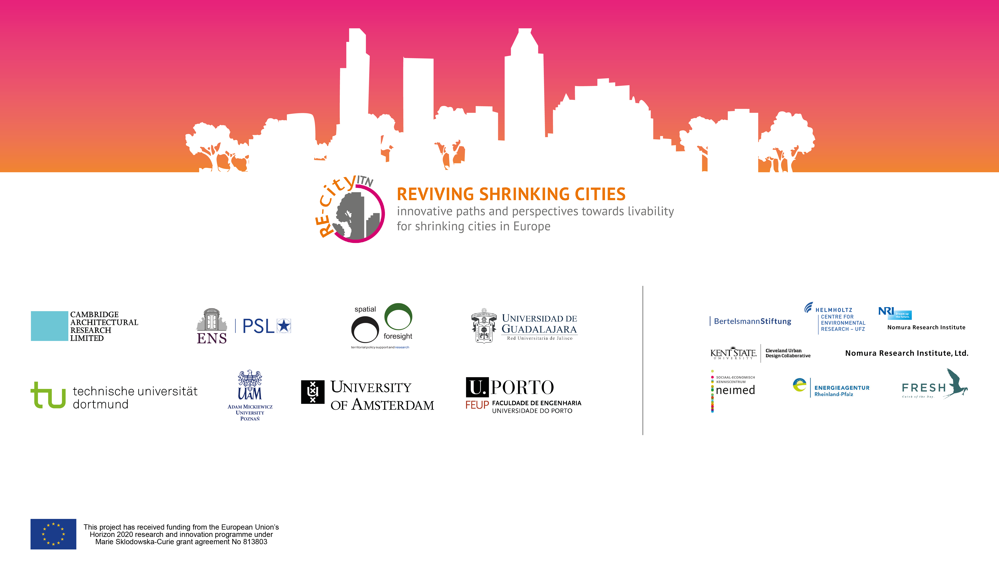 RE-city ITN
REVIVING SHRINKING CITIES
innovative paths and perspectives towards livability
for shrinking cities in Europe
CAMBRIDGE
ARCHITECTURAL
RESEARCH
LIMITED
1794
ENS
PSL
spatial
foresight
territorial policy support and research
UNIVERSIDAD DE
GUADALAJARA
Red Universitaria de Jalisco
tu
technische universität
dortmund
UAM
ADAM MICKIEWICZ
UNIVERSITY
POZNAŃ
UNIVERSITY
OF AMSTERDAM
U.PORTO
FEUP FACULDADE DE ENGENHARIA
UNIVERSIDADE DO PORTO
BertelsmannStiftung
HELMHOLTZ
CENTRE FOR
ENVIRONMENTAL
RESEARCH – UFZ
NRI
Dream up
the future.
Nomura Research Institute
KENT STATE.
UNIVERSITY
Cleveland Urban
Design Collaborative
Nomura Research Institute, Ltd.
SOCIAAL-ECONOMISCH
KENNISCENTRUM
neimed
ENERGIEAGENTUR
Rheinland-Pfalz
FRESH
Catch of the Day.
This project has received funding from the European Union's
Horizon 2020 research and innovation programme under
Marie Sklodowska-Curie grant agreement No 813803